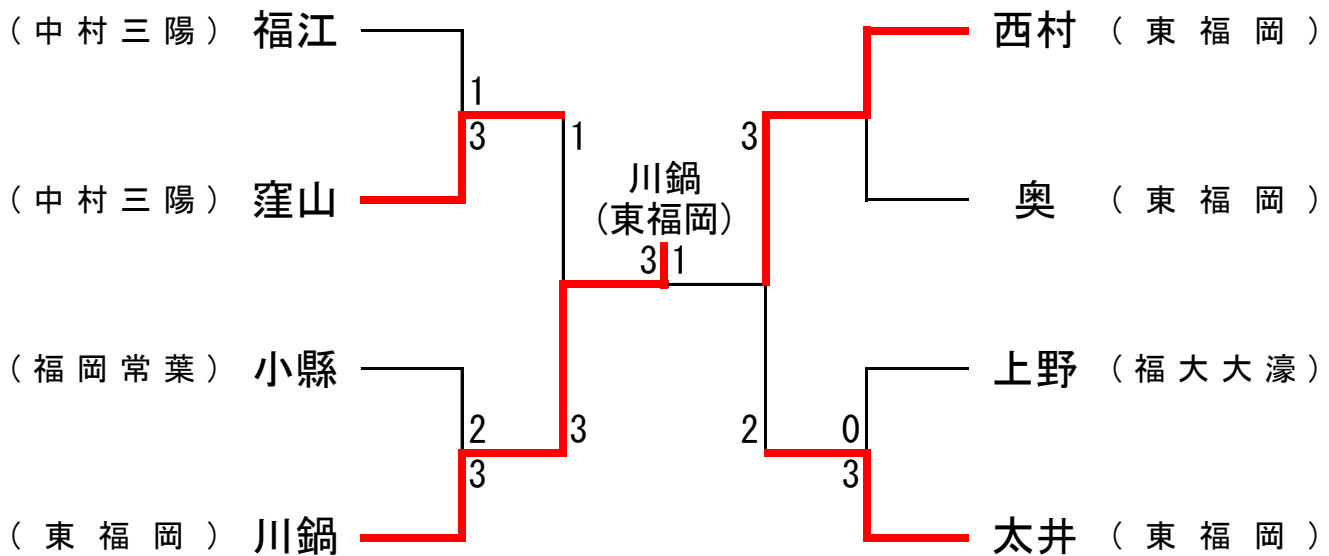 (中村三陽) 福江
西村 (東福岡)
1
3
1
3
(中村三陽) 窪山
川鍋
(東福岡)
奥 (東福岡)
3
1
(福岡常葉) 小縣
上野 (福大大濠)
2
3
3
2
0
3
(東福岡) 川鍋
太井 (東福岡)